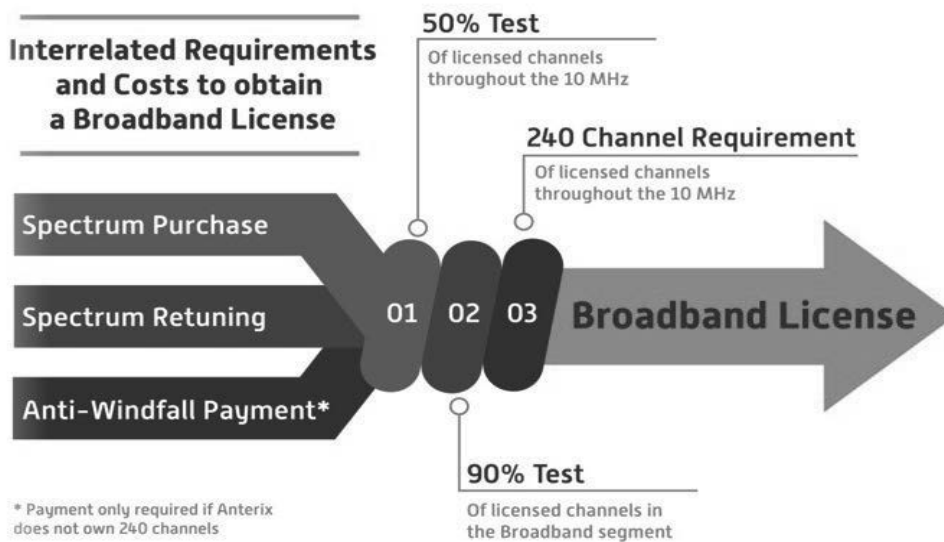 Interrelated Requirements
and Costs to obtain
a Broadband License
50% Test
Of licensed channels
throughout the 10 MHz
240 Channel Requirement
Of licensed channels
throughout the 10 MHz
Spectrum Purchase
Spectrum Retuning
Anti-Windfall Payment*
01
02
03
Broadband License
90% Test
Of licensed channels in
the Broadband segment
* Payment only required if Anterix
does not own 240 channels